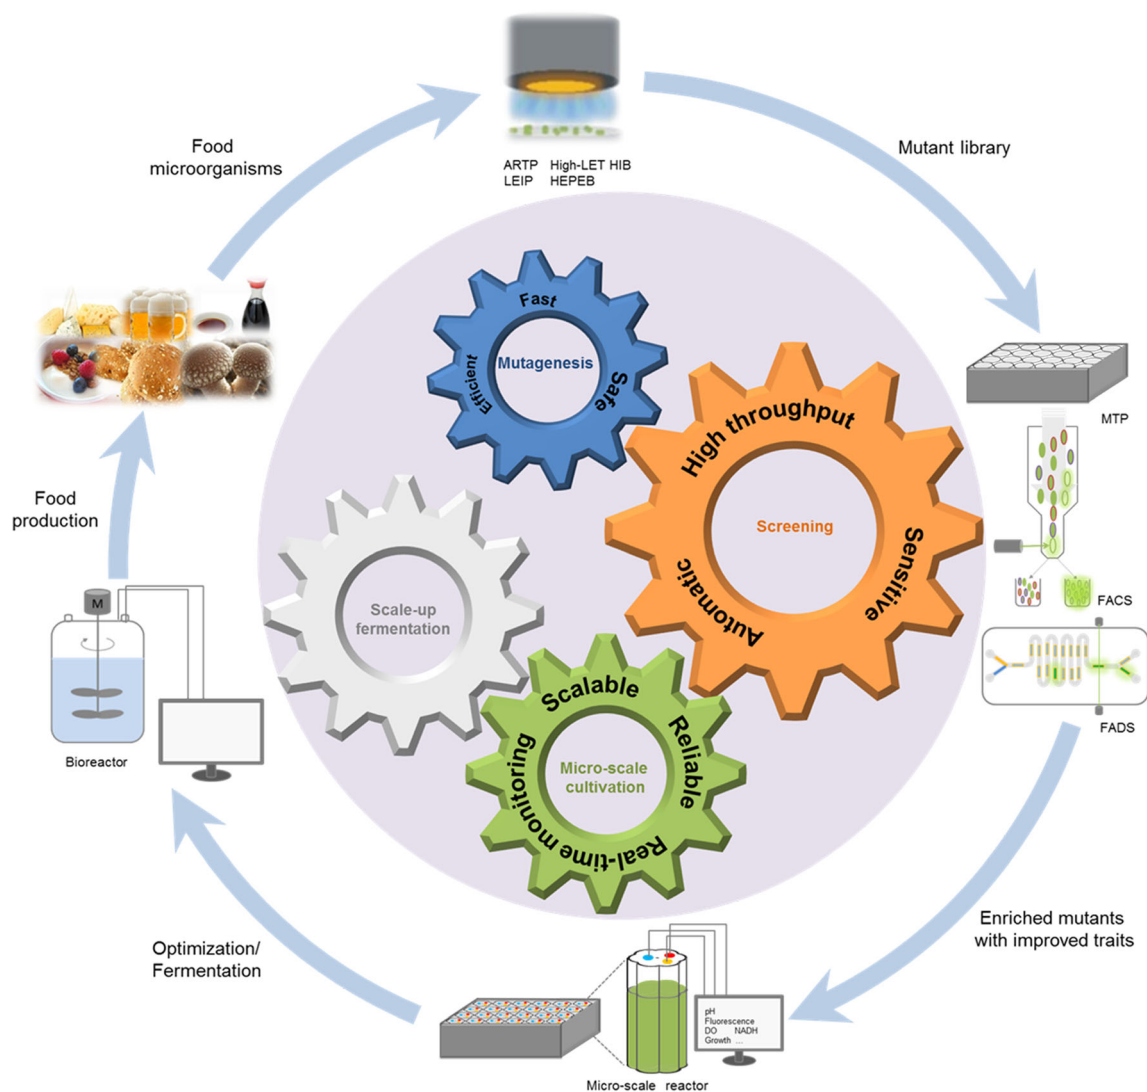 Food
microorganisms
ARTP High-LET HIB
LEIP HEPEB
Mutant library
MTP
FACS
FADS
Enriched mutants
with improved traits
pH
Fluorescence
DO NADH
Growth ...
Micro-scale reactor
Optimization/
Fermentation
M
Bioreactor
Food
production
Fast
Efficient
Safe
Mutagenesis
High throughput
Sensitive
Automatic
Screening
Scale-up
fermentation
Scalable
Reliable
Real-time monitoring
Micro-scale
cultivation